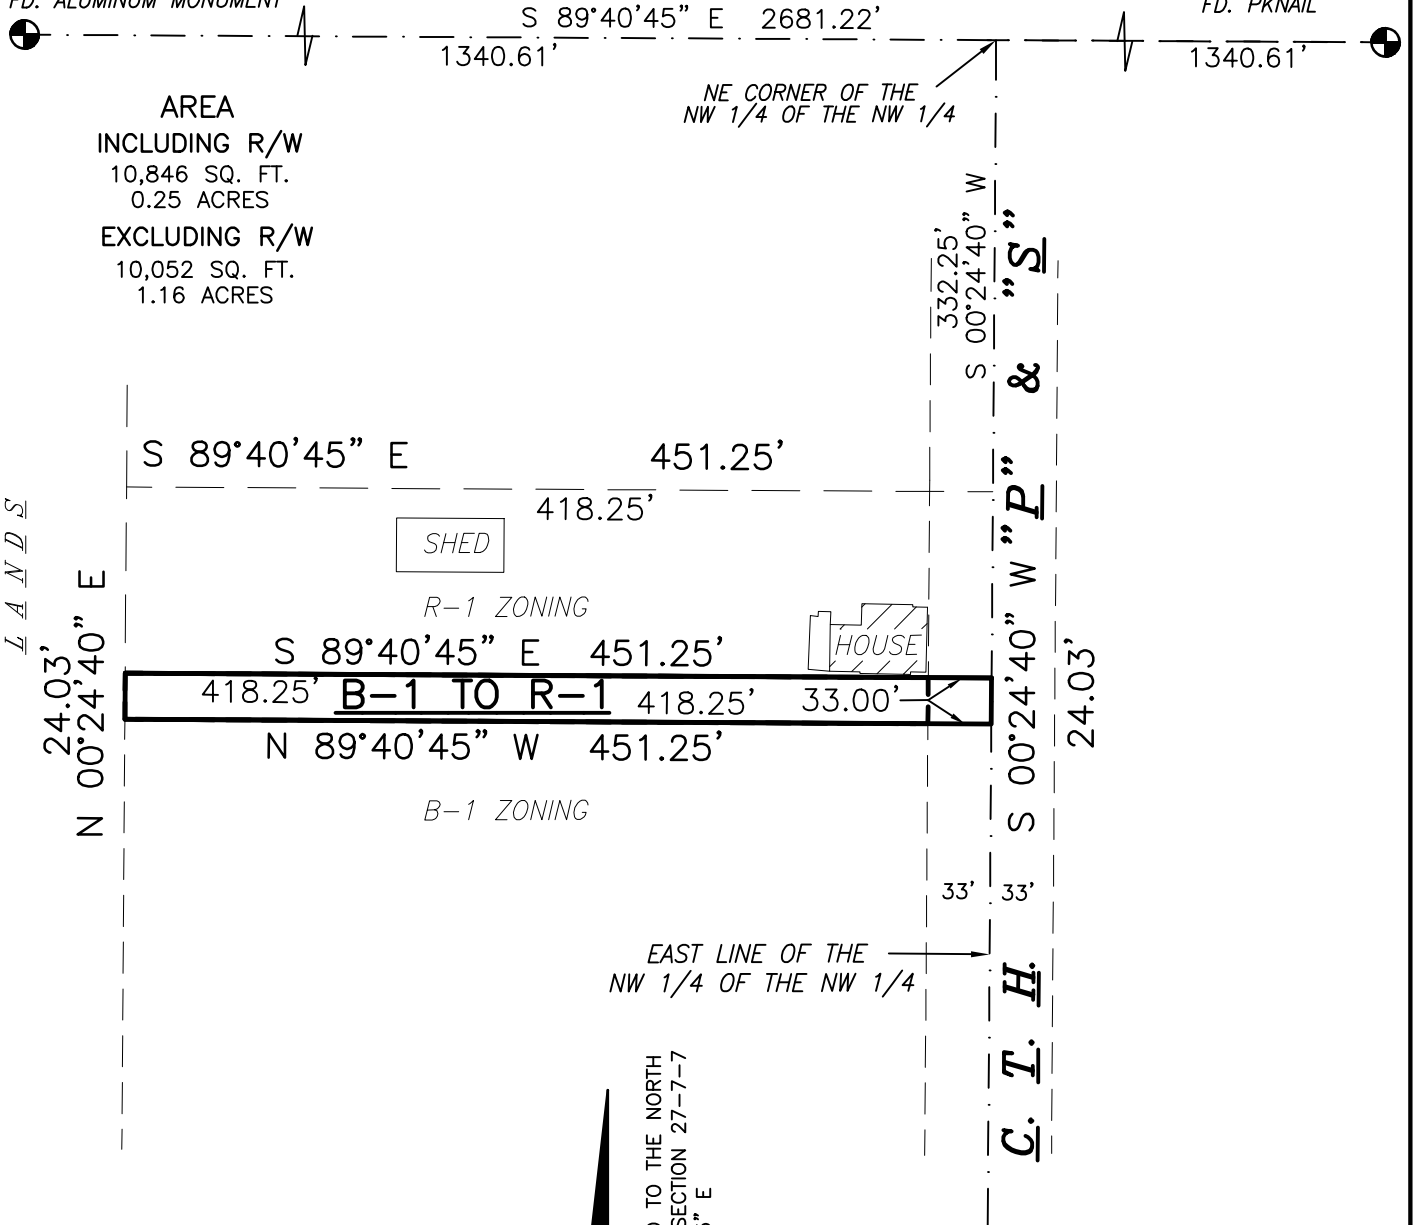 FD. ALUMINUM MONUMENT
S 89°40'45" E 2681.22'
FD. PKNAIL
1340.61'
1340.61'
NE CORNER OF THE
NW 1/4 OF THE NW 1/4
AREA
INCLUDING R/W
10,846 SQ. FT.
0.25 ACRES
EXCLUDING R/W
10,052 SQ. FT.
1.16 ACRES
332.25'
S 00°24'40" W
"P" & "S"
S 89°40'45" E 451.25'
418.25'
SHED
LANDS
R-1 ZONING
HOUSE
24.03'
N 00°24'40" E
S 89°40'45" E 451.25'
418.25' B-1 TO R-1 418.25' 33.00'
N 89°40'45" W 451.25'
S 00°24'40" W
24.03'
B-1 ZONING
33' 33'
EAST LINE OF THE
NW 1/4 OF THE NW 1/4
C. T. H.
TO THE NORTH
SECTION 27-7-7
" E